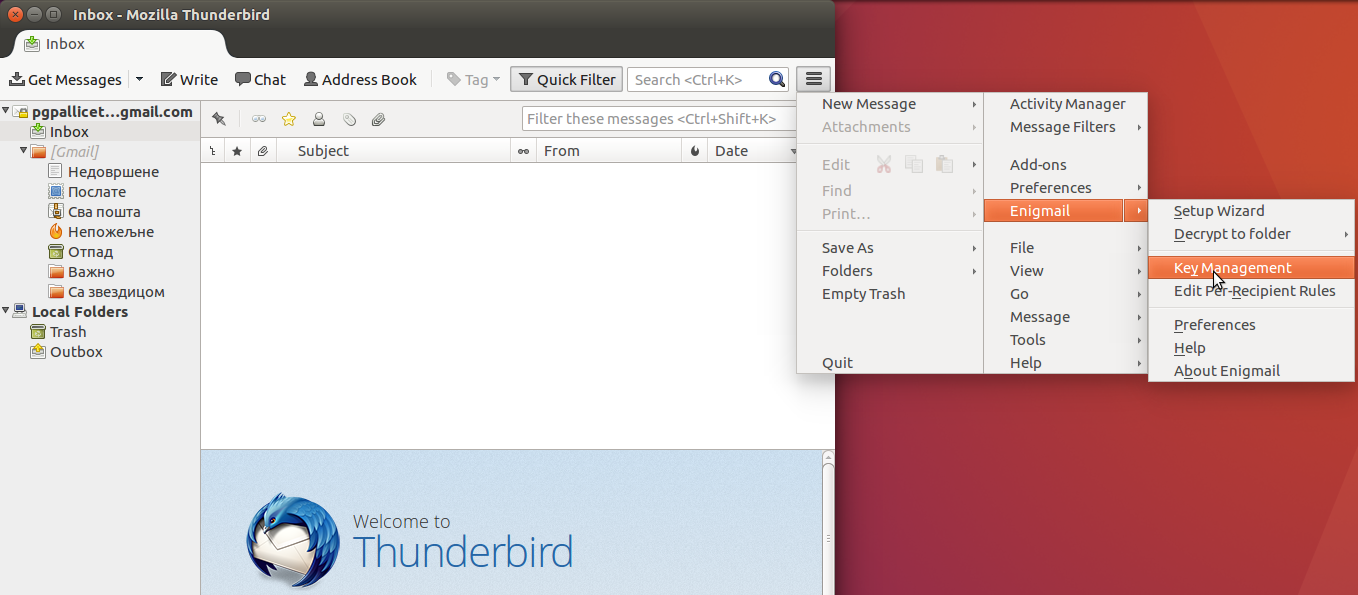 Inbox - Mozilla Thunderbird
Inbox
Get Messages Write Chat Address Book Tag Quick Filter Search <Ctrl+K>
pgpallicet...gmail.com
Inbox
[Gmail]
Недовршене
Послате
Сва пошта
Непожељне
Отпад
Важно
Са звездицом
Local Folders
Trash
Outbox
Filter these messages <Ctrl+Shift+K>
Subject From Date
Welcome to
Thunderbird
New Message
Attachments
Edit
Find
Print...
Save As
Folders
Empty Trash
Quit
Activity Manager
Message Filters
Add-ons
Preferences
Enigmail
File
View
Go
Message
Tools
Help
Setup Wizard
Decrypt to folder
Key Management
Edit Per-Recipient Rules
Preferences
Help
About Enigmail